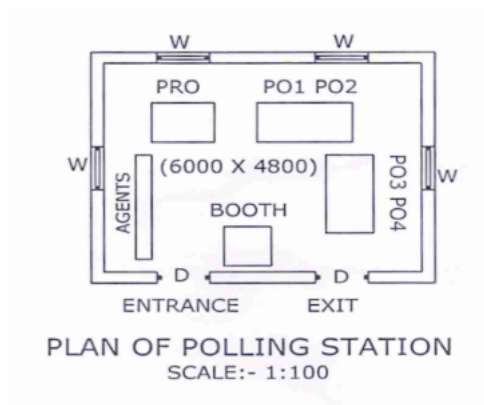 W W
PRO PO1 PO2
W (6000 X 4800) W
AGENTS
PO3 PO4
BOOTH
D D
ENTRANCE EXIT
PLAN OF POLLING STATION
SCALE:- 1:100